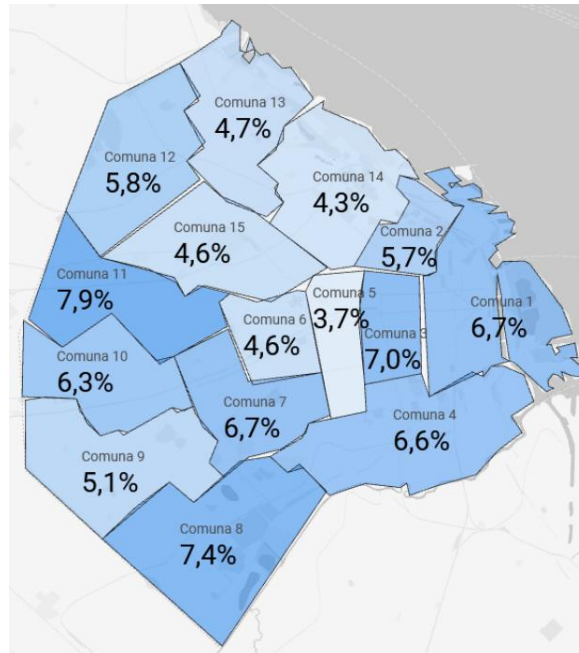 Comuna 13
4,7%
Comuna 12
5,8%
Comuna 14
4,3%
Comuna 15
4,6%
Comuna 2
5,7%
Comuna 11
7,9%
Comuna 5
3,7%
Comuna 1
6,7%
Comuna 6
4,6%
Comuna 3
7,0%
Comuna 10
6,3%
Comuna 7
6,7%
Comuna 4
6,6%
Comuna 9
5,1%
Comuna 8
7,4%